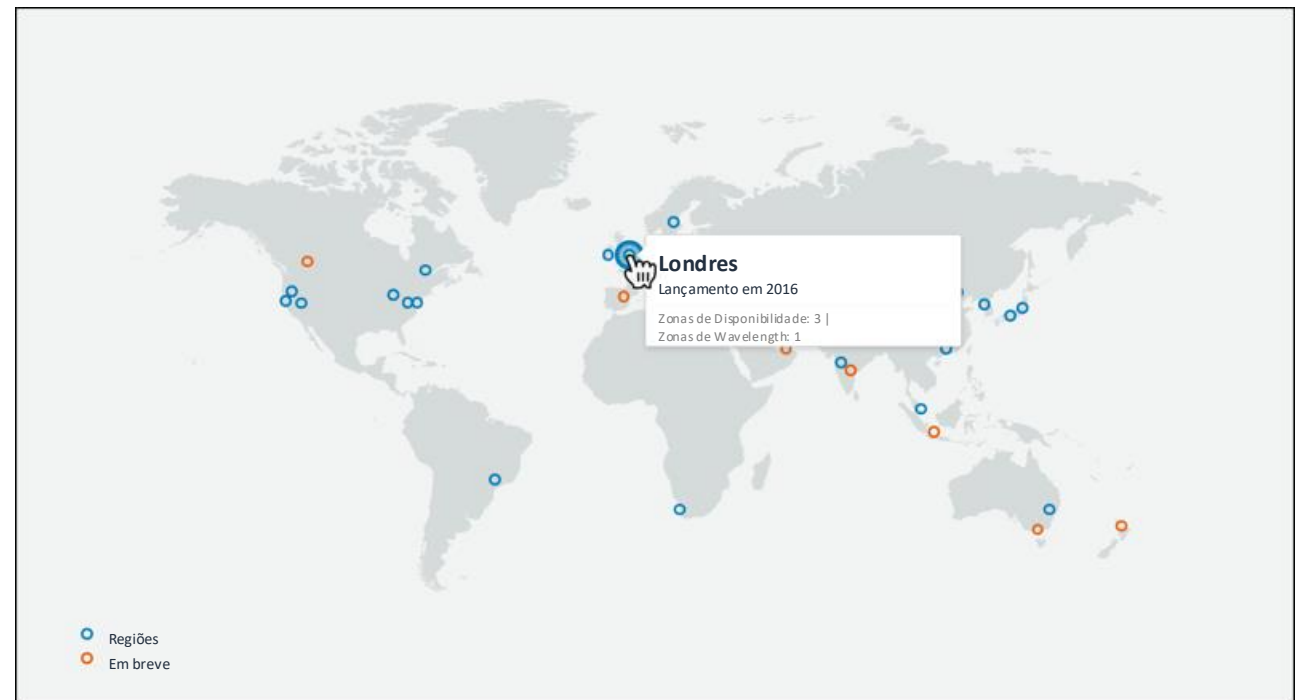 Londres
Lançamento em 2016
Zonas de Disponibilidade: 3 |
Zonas de Wavelength: 1
Regiões
Em breve